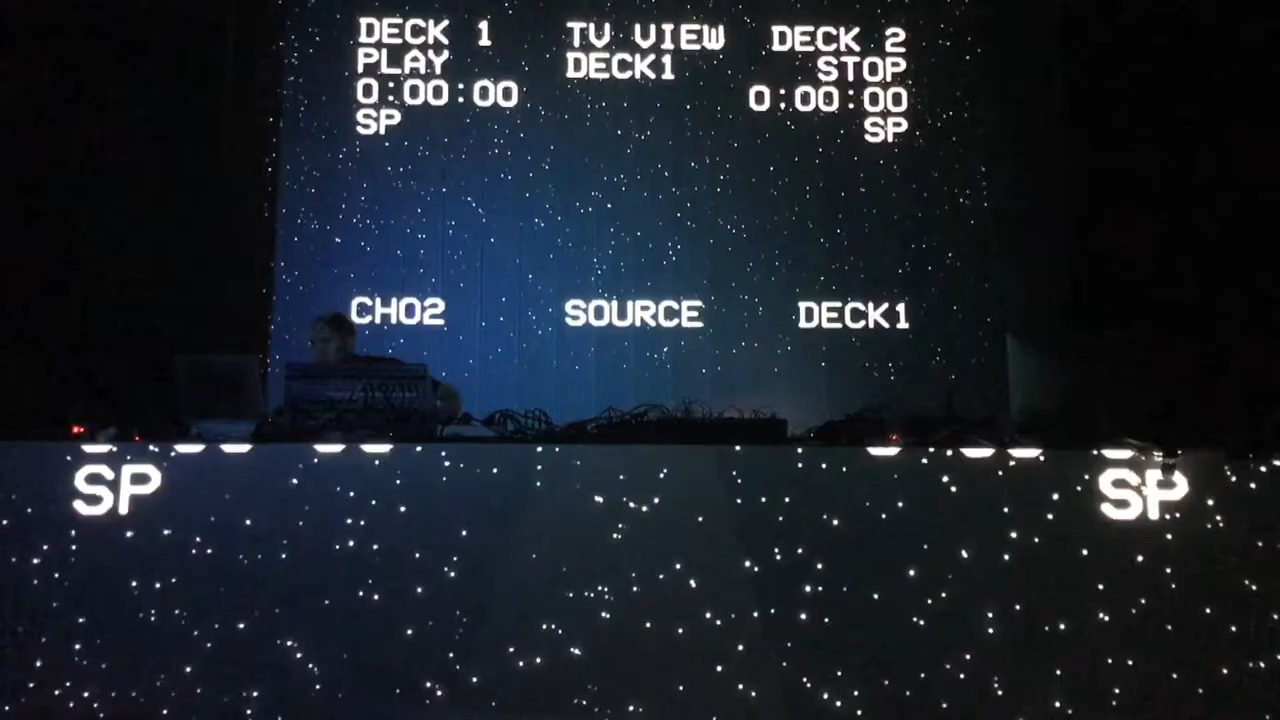 DECK 1 TV VIEW DECK 2
PLAY DECK1 STOP
0:00:00 0:00:00
SP SP
CH02 SOURCE DECK1
SP SP